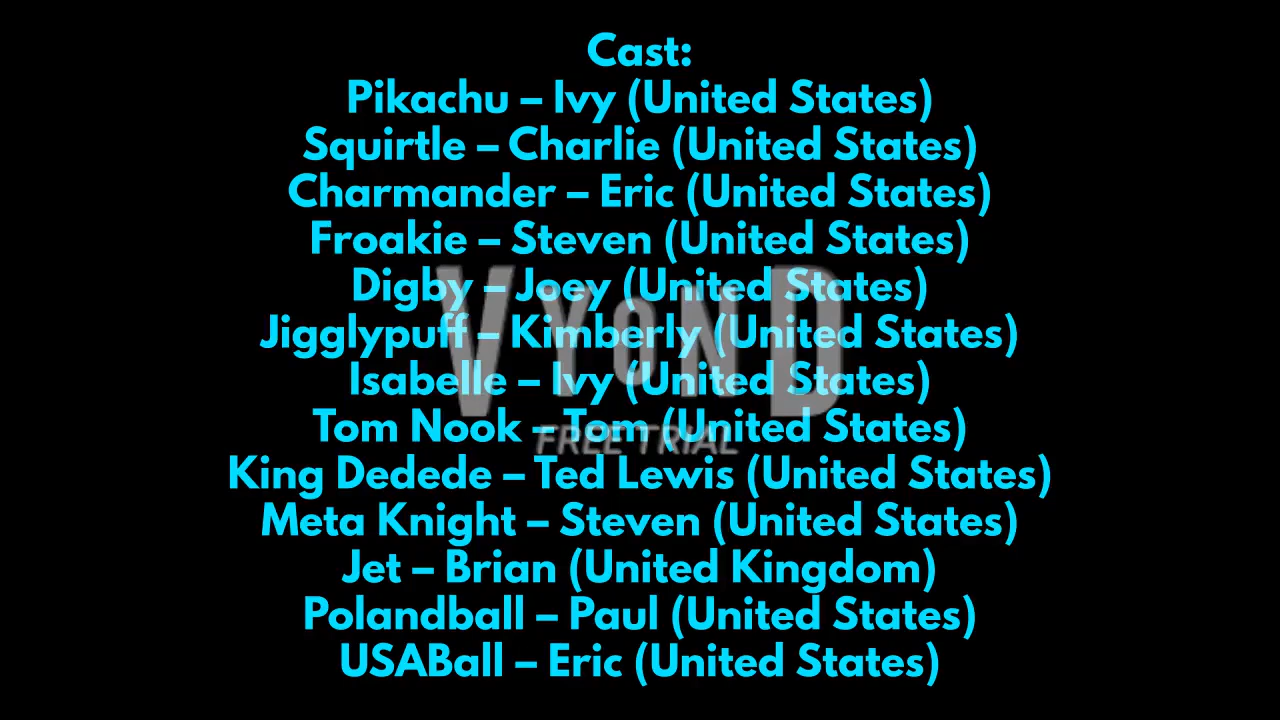 Cast:
Pikachu – Ivy (United States)
Squirtle – Charlie (United States)
Charmander – Eric (United States)
Froakie – Steven (United States)
Digby – Joey (United States)
Jigglypuff – Kimberly (United States)
Isabelle – Ivy (United States)
Tom Nook – Tom (United States)
King Dedede – Ted Lewis (United States)
Meta Knight – Steven (United States)
Jet – Brian (United Kingdom)
Polandball – Paul (United States)
USABall – Eric (United States)
VYOND
FREE TRIAL